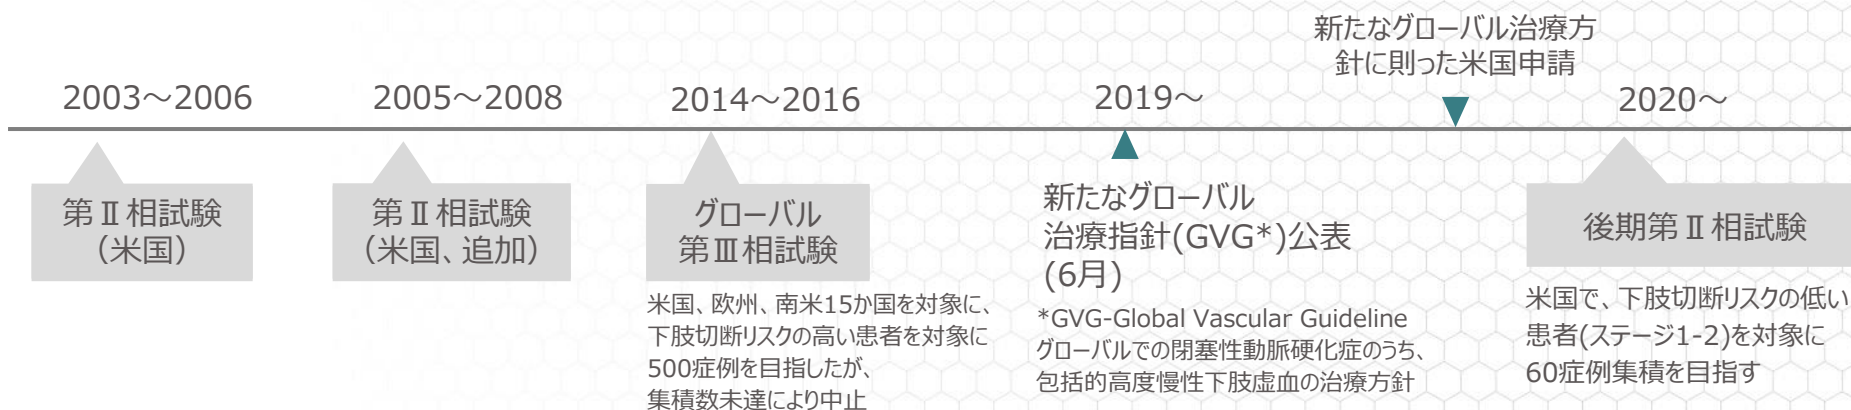 新たなグローバル治療方
針に則った米国申請
2003～2006
2005～2008
2014～2016
2019～
2020～
第Ⅱ相試験
（米国）
第Ⅱ相試験
（米国、追加）
グローバル
第Ⅲ相試験
米国、欧州、南米15か国を対象に、
下肢切断リスクの高い患者を対象に
500症例を目指したが、
集積数未達により中止
新たなグローバル
治療指針(GVG*)公表
(6月)
*GVG-Global Vascular Guideline
グローバルでの閉塞性動脈硬化症のうち、
包括的高度慢性下肢虚血の治療方針
後期第Ⅱ相試験
米国で、下肢切断リスクの低い
患者(ステージ1-2)を対象に
60症例集積を目指す